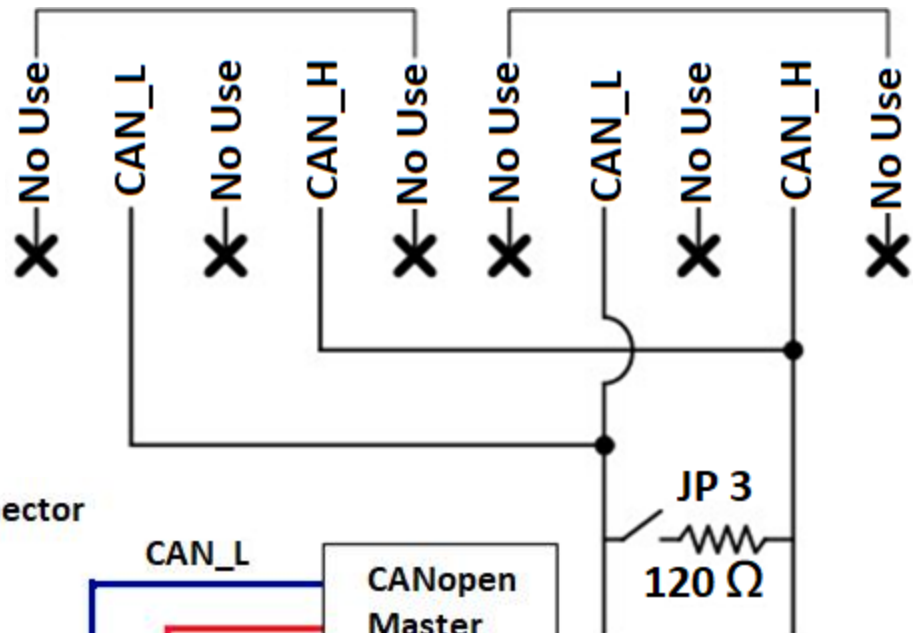 No Use
CAN_L
No Use
CAN_H
No Use
No Use
CAN_L
No Use
CAN_H
No Use
JP 3
120 Ω
ector
CAN_L
CANopen
Master